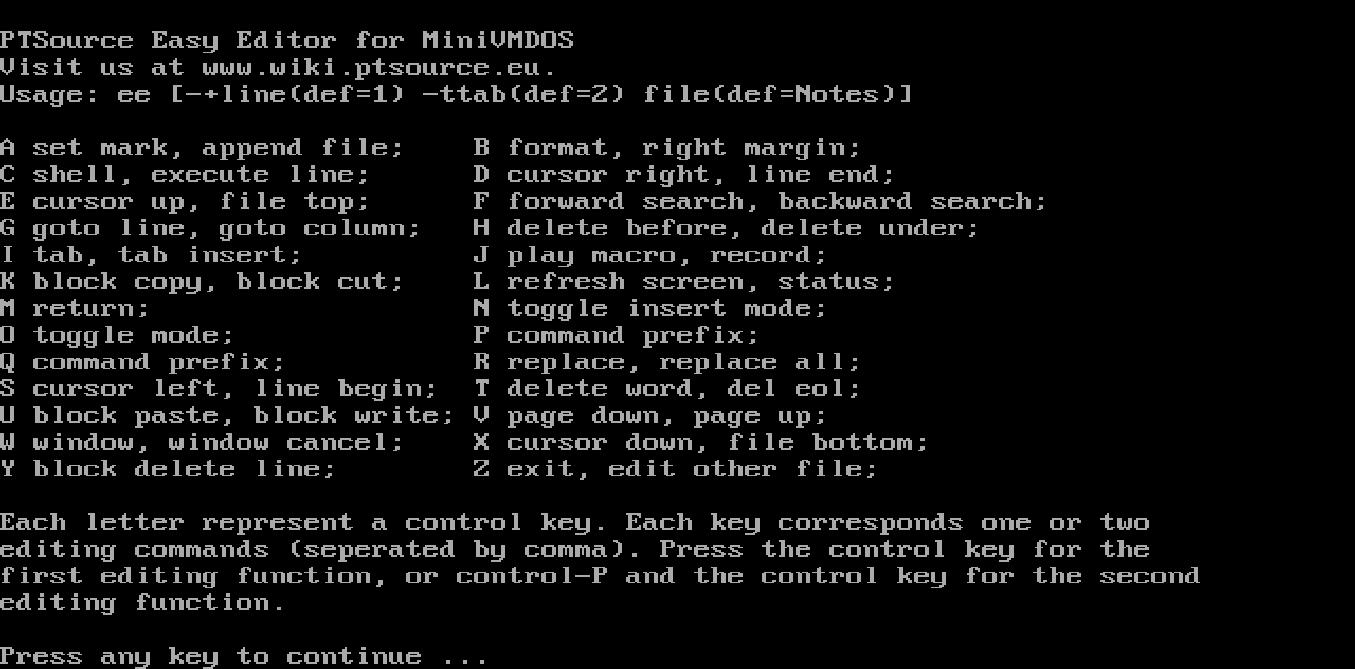 PTSource Easy Editor for MiniVMDOS
Visit us at www.wiki.ptsource.eu.
Usage: ee [-+line(def=1) -ttab(def=2) file(def=Notes)]
A set mark, append file;    B format, right margin;
C shell, execute line;      D cursor right, line end;
E cursor up, file top;      F forward search, backward search;
G goto line, goto column;   H delete before, delete under;
I tab, tab insert;          J play macro, record;
K block copy, block cut;    L refresh screen, status;
M return;                   N toggle insert mode;
O toggle mode;              P command prefix;
Q command prefix;           R replace, replace all;
S cursor left, line begin;  T delete word, del eol;
U block paste, block write; V page down, page up;
W window, window cancel;    X cursor down, file bottom;
Y block delete line;        Z exit, edit other file;
Each letter represent a control key. Each key corresponds one or two
editing commands (seperated by comma). Press the control key for the
first editing function, or control-P and the control key for the second
editing function.
Press any key to continue ...